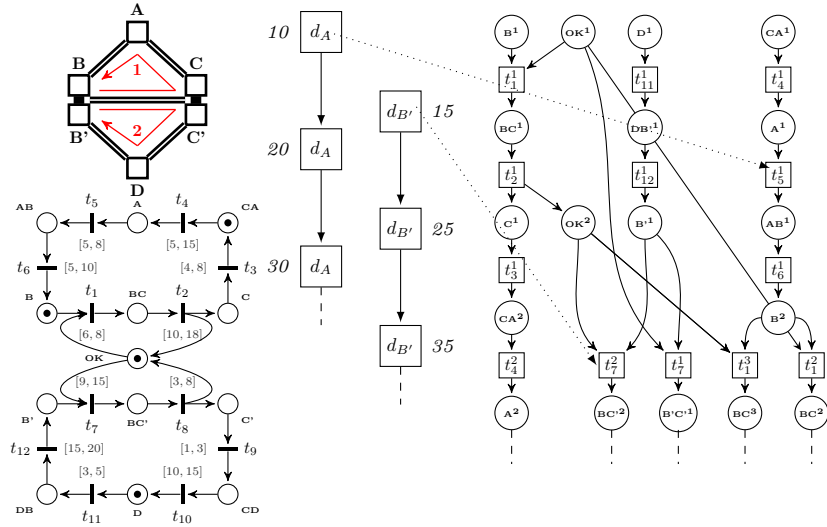 A
B
C
1
2
B'
C'
D
AB
t5
A
t4
CA
[5, 8]
[5, 15]
t6
[5, 10]
[4, 8]
t3
B
t1
BC
t2
C
[6, 8]
[10, 18]
OK
[9, 15]
[3, 8]
B'
t7
BC'
t8
C'
t12
[15, 20]
[1, 3]
t9
[3, 5]
[10, 15]
DB
t11
D
t10
CD
10
dA
20
dA
30
dA
dB'
15
dB'
25
dB'
35
B¹
OK¹
D¹
CA¹
t¹₁
t¹₁₁
t¹₄
BC¹
DB'¹
A¹
t¹₂
t¹₁₂
t¹₅
C¹
OK²
B'¹
AB¹
t¹₃
t¹₆
CA²
B²
t²₄
t²₇
t¹₇
t³₁
t²₁
A²
BC'²
B'C'¹
BC³
BC²